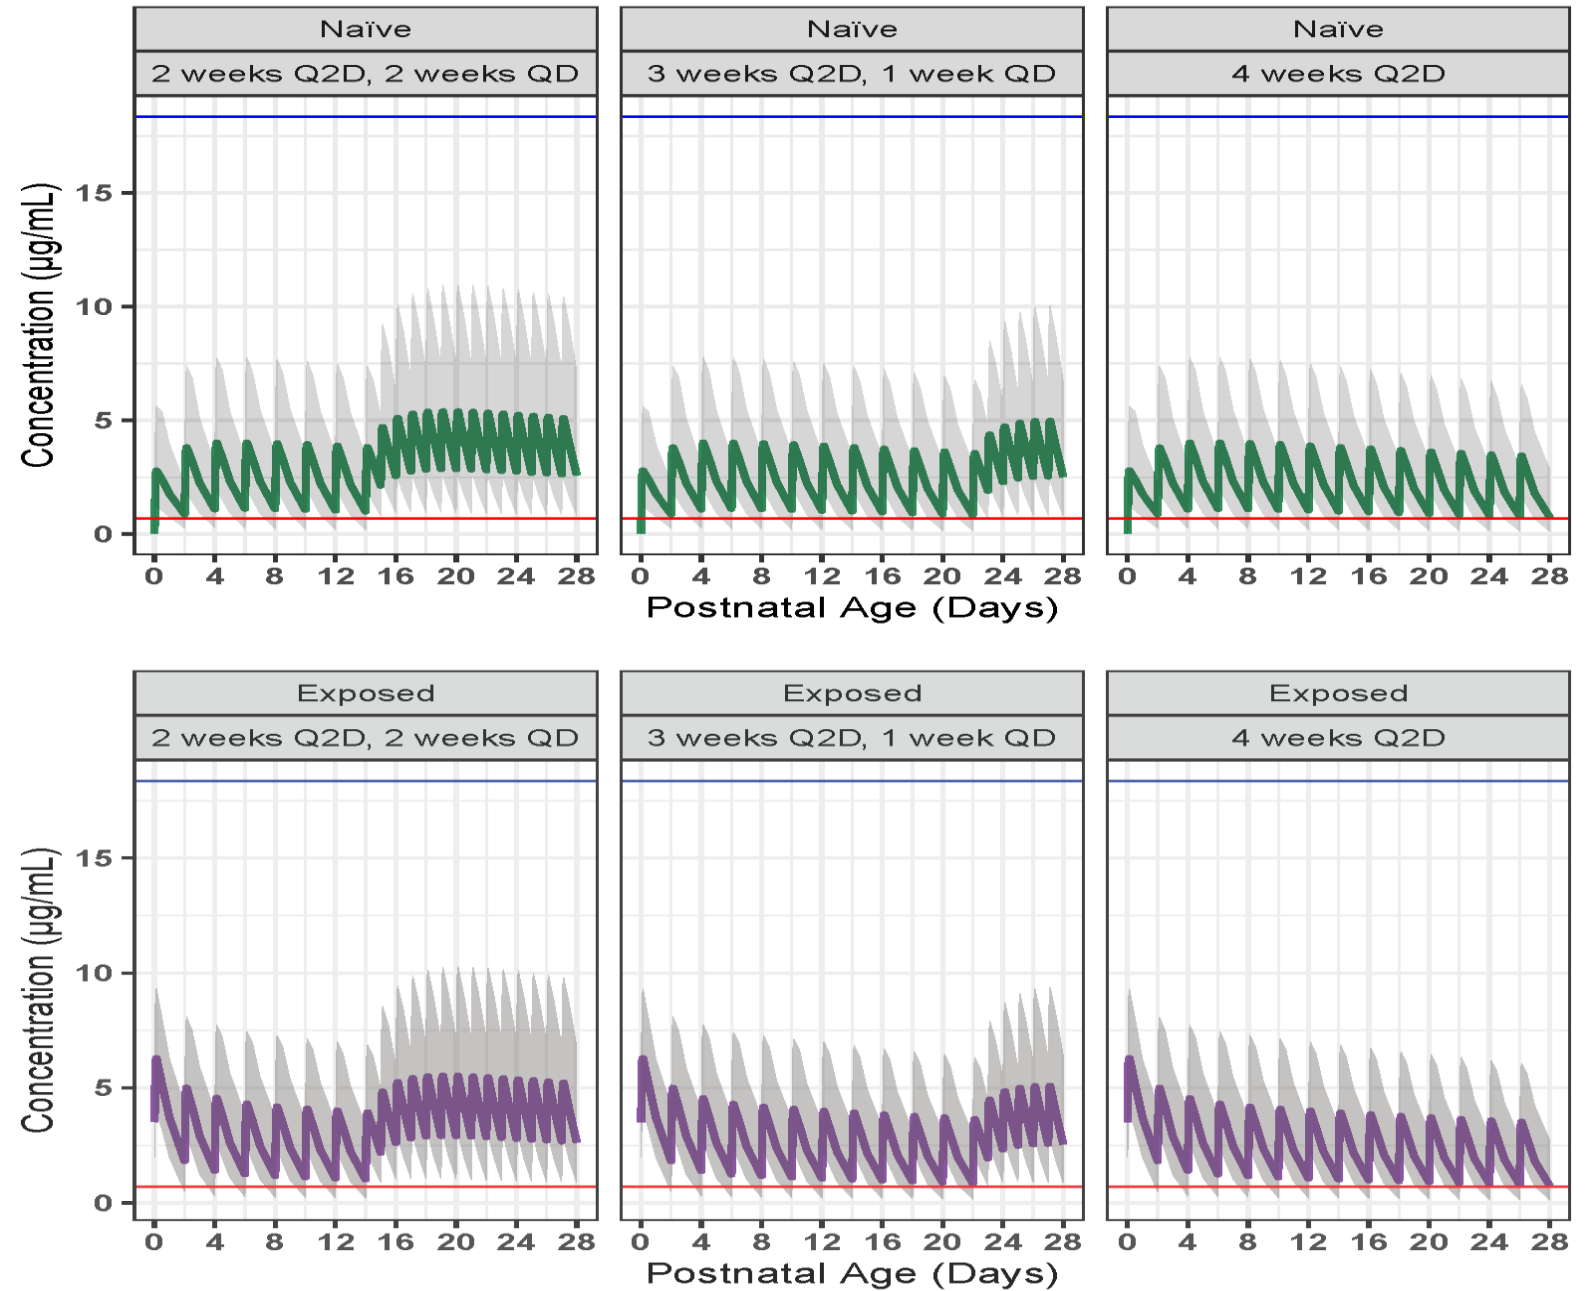 Naïve Naïve Naïve
2 weeks Q2D, 2 weeks QD 3 weeks Q2D, 1 week QD 4 weeks Q2D
Concentration (µg/mL)
15
10
5
0
0 4 8 12 16 20 24 28 0 4 8 12 16 20 24 28 0 4 8 12 16 20 24 28
Postnatal Age (Days)
Exposed Exposed Exposed
2 weeks Q2D, 2 weeks QD 3 weeks Q2D, 1 week QD 4 weeks Q2D
Concentration (µg/mL)
15
10
5
0
0 4 8 12 16 20 24 28 0 4 8 12 16 20 24 28 0 4 8 12 16 20 24 28
Postnatal Age (Days)